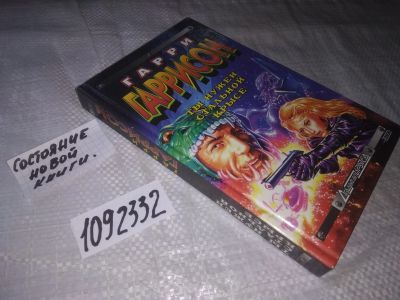 ГАРРИ
ГАРРИСОН
ТЫ НУЖЕН
СТАЛЬНОЙ
КРЫСЕ
СОСТОЯНИЕ
НОВОЙ
КНИГИ.
1092332